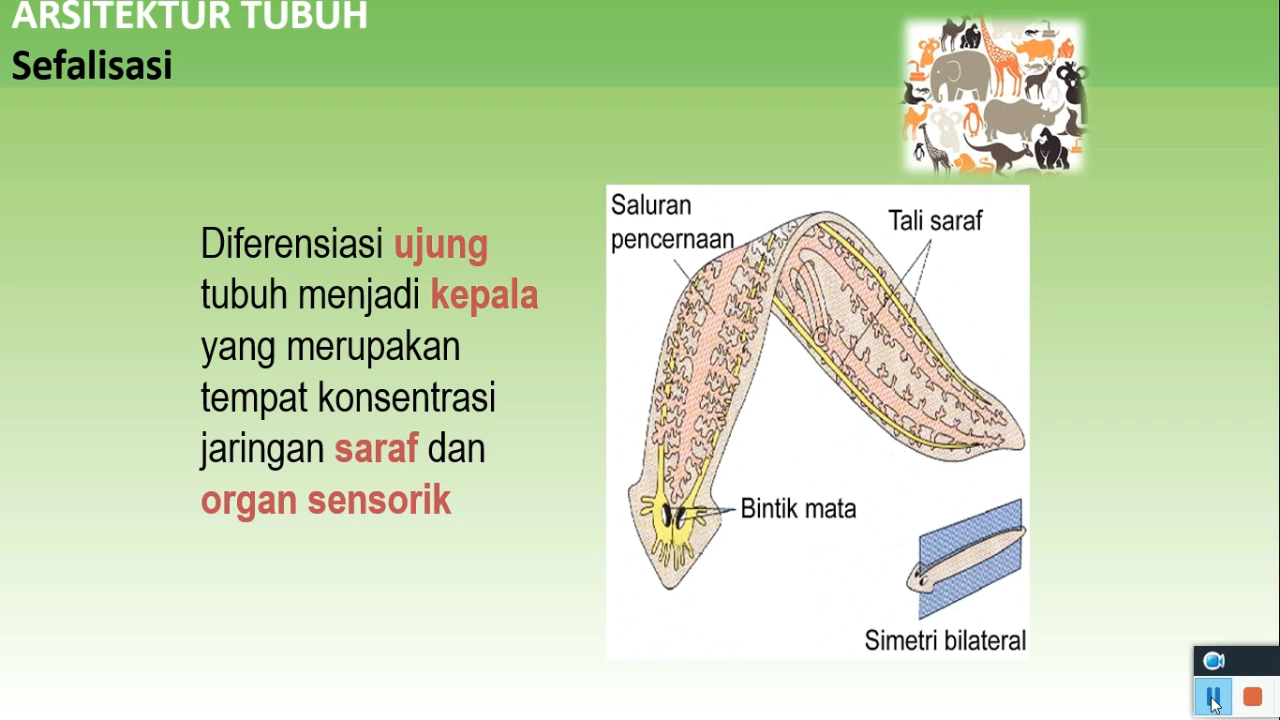 ARSITEKTUR TUBUH
Sefalisasi
Diferensiasi ujung
tubuh menjadi kepala
yang merupakan
tempat konsentrasi
jaringan saraf dan
organ sensorik
Saluran
pencernaan
Tali saraf
Bintik mata
Simetri bilateral